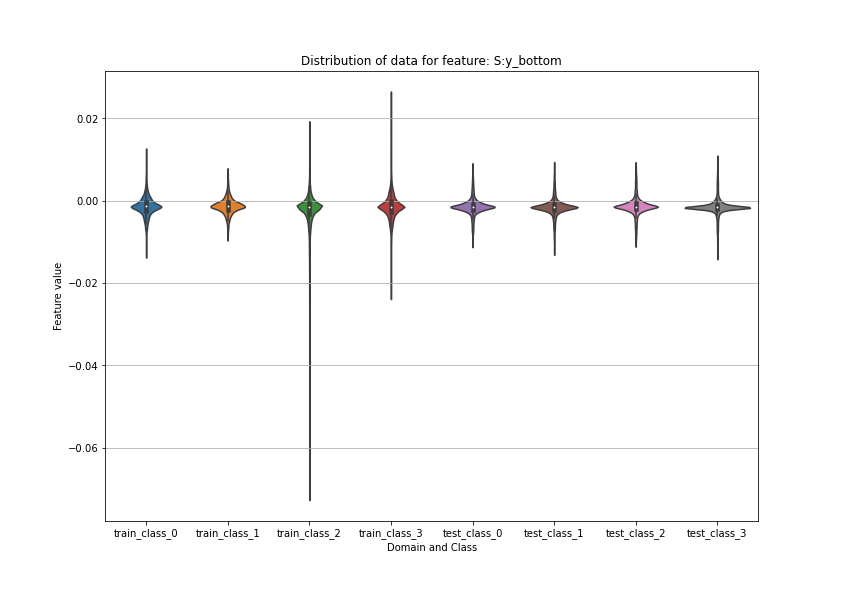 Distribution of data for feature: S:y_bottom
0.02
0.00
−0.02
−0.04
−0.06
Feature value
train_class_0 train_class_1 train_class_2 train_class_3 test_class_0 test_class_1 test_class_2 test_class_3
Domain and Class